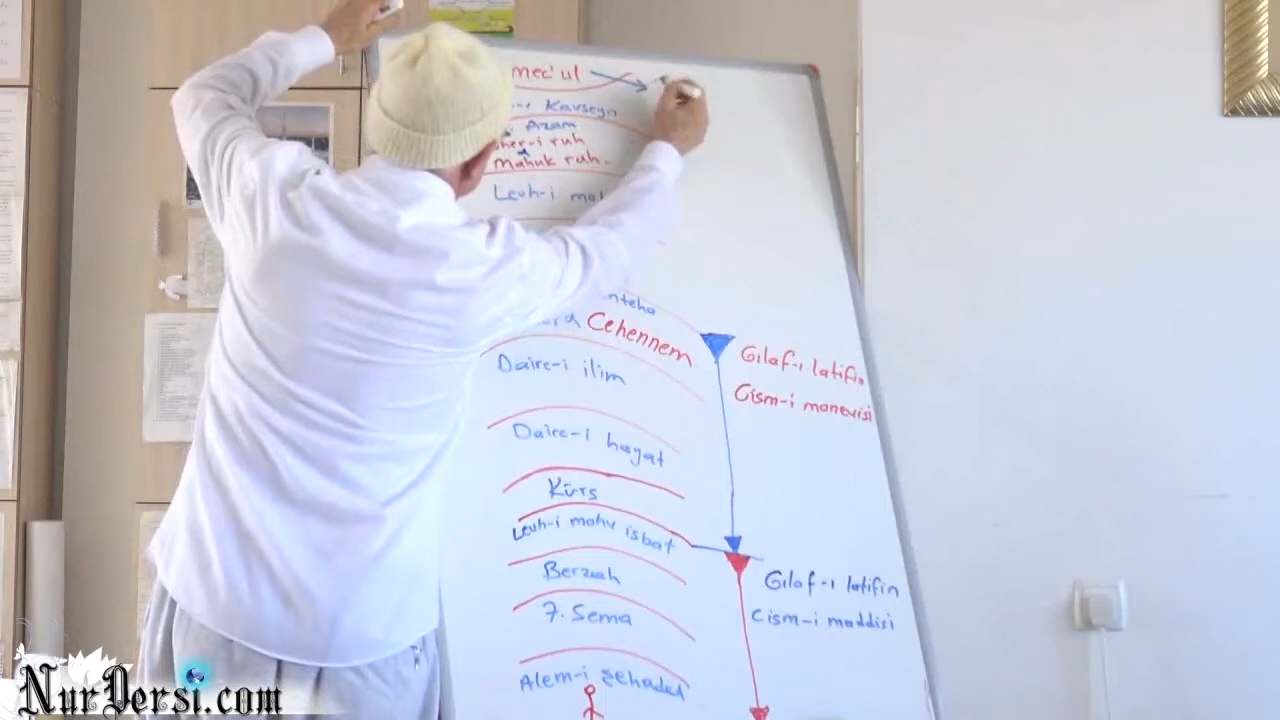 mec'ul
Kavseyn
Azam
ruh
Mahluk ruh.
Levh-i
Cehennem
Daire-i ilim
Daire-i hayat
Kürs
Levh-i mahv isbat
Berzah
7. Sema
Alem-i şehadet
Gılaf-ı latifin
Cism-i manevisi
Gılaf-ı latifin
Cism-i maddisi
NurDersi.com